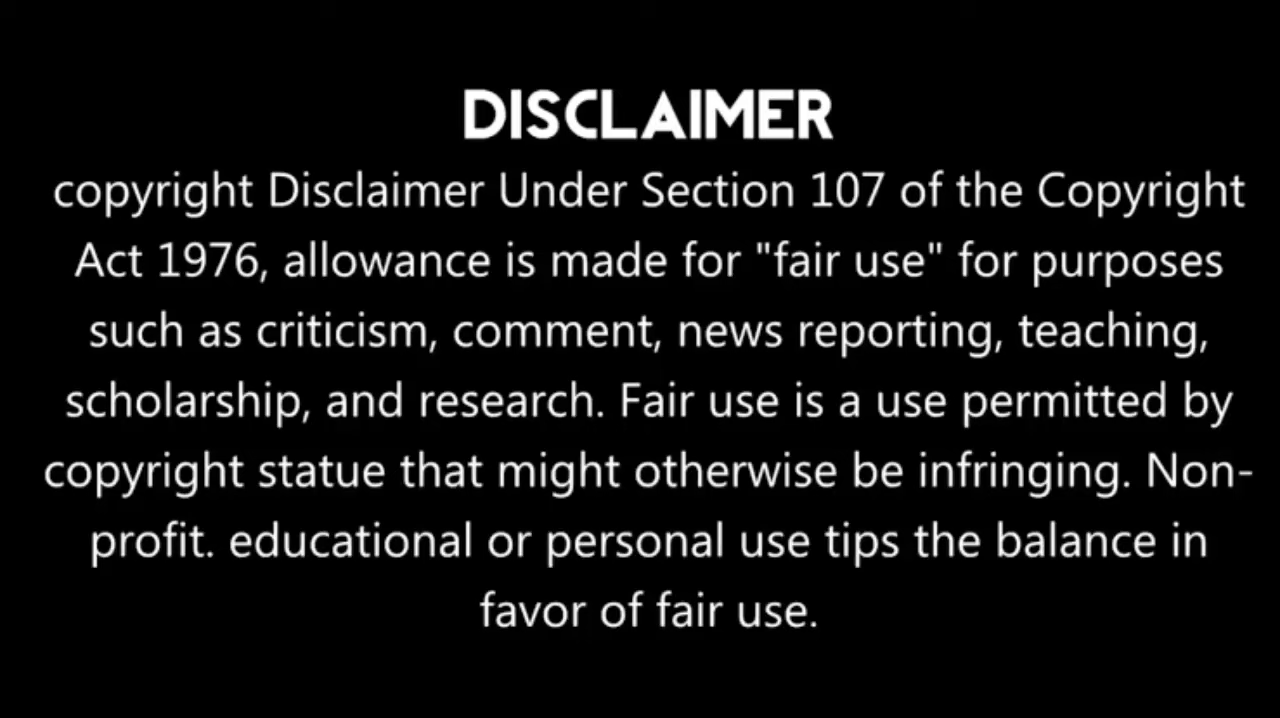 DISCLAIMER
copyright Disclaimer Under Section 107 of the Copyright
Act 1976, allowance is made for "fair use" for purposes
such as criticism, comment, news reporting, teaching,
scholarship, and research. Fair use is a use permitted by
copyright statue that might otherwise be infringing. Non-
profit. educational or personal use tips the balance in
favor of fair use.